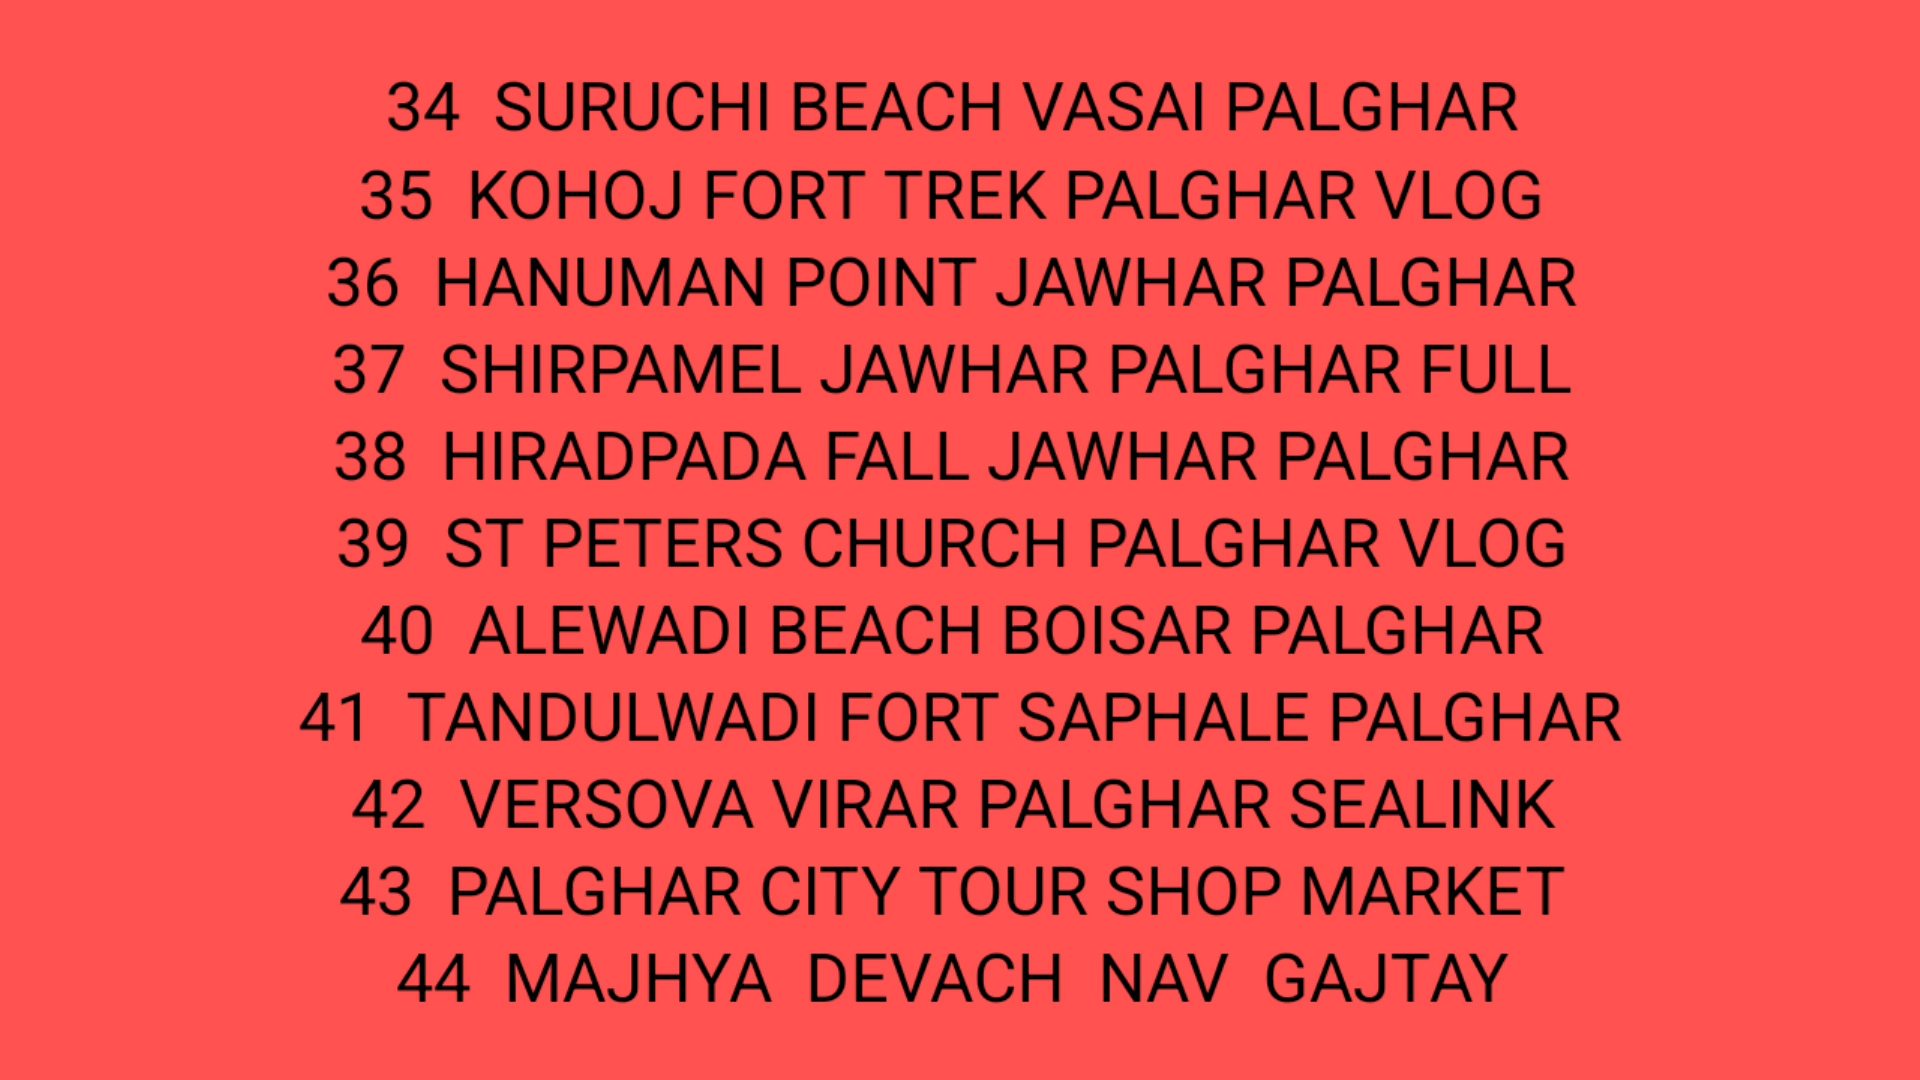 34 SURUCHI BEACH VASAI PALGHAR
35 KOHOJ FORT TREK PALGHAR VLOG
36 HANUMAN POINT JAWHAR PALGHAR
37 SHIRPAMEL JAWHAR PALGHAR FULL
38 HIRADPADA FALL JAWHAR PALGHAR
39 ST PETERS CHURCH PALGHAR VLOG
40 ALEWADI BEACH BOISAR PALGHAR
41 TANDULWADI FORT SAPHALE PALGHAR
42 VERSOVA VIRAR PALGHAR SEALINK
43 PALGHAR CITY TOUR SHOP MARKET
44 MAJHYA DEVACH NAV GAJTAY